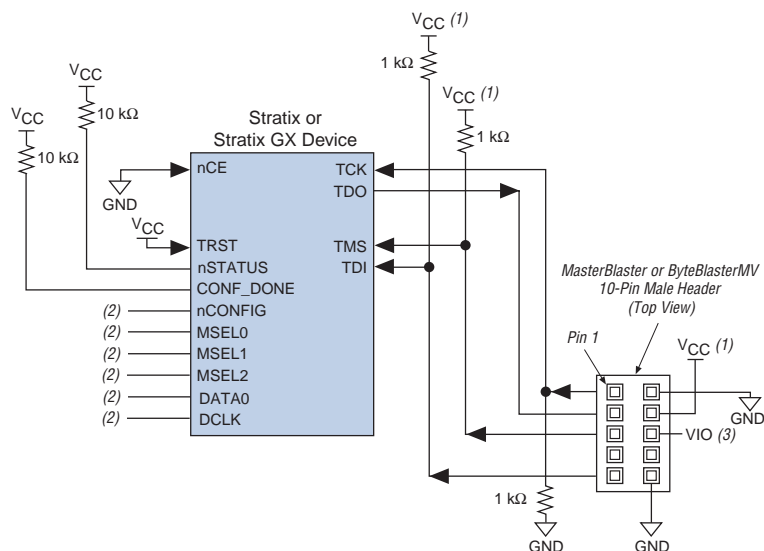 V_CC (1)
1 kΩ
V_CC
10 kΩ
V_CC
10 kΩ
V_CC (1)
1 kΩ
Stratix or
Stratix GX Device
nCE
GND
V_CC
TRST
nSTATUS
CONF_DONE
(2) nCONFIG
(2) MSEL0
(2) MSEL1
(2) MSEL2
(2) DATA0
(2) DCLK
TCK
TDO
TMS
TDI
MasterBlaster or ByteBlasterMV
10-Pin Male Header
(Top View)
Pin 1
V_CC (1)
GND
VIO (3)
1 kΩ
GND
GND